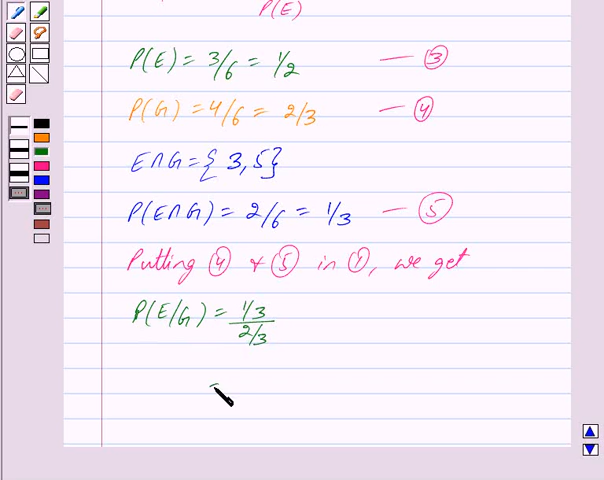 P(E)
P(E) = 3/6 = 1/2 — 3
P(G) = 4/6 = 2/3 — 4
E∩G = { 3, 5}
P(E∩G) = 2/6 = 1/3 — 5
Putting 4 & 5 in 1, we get
P(E/G) = 1/3
2/3